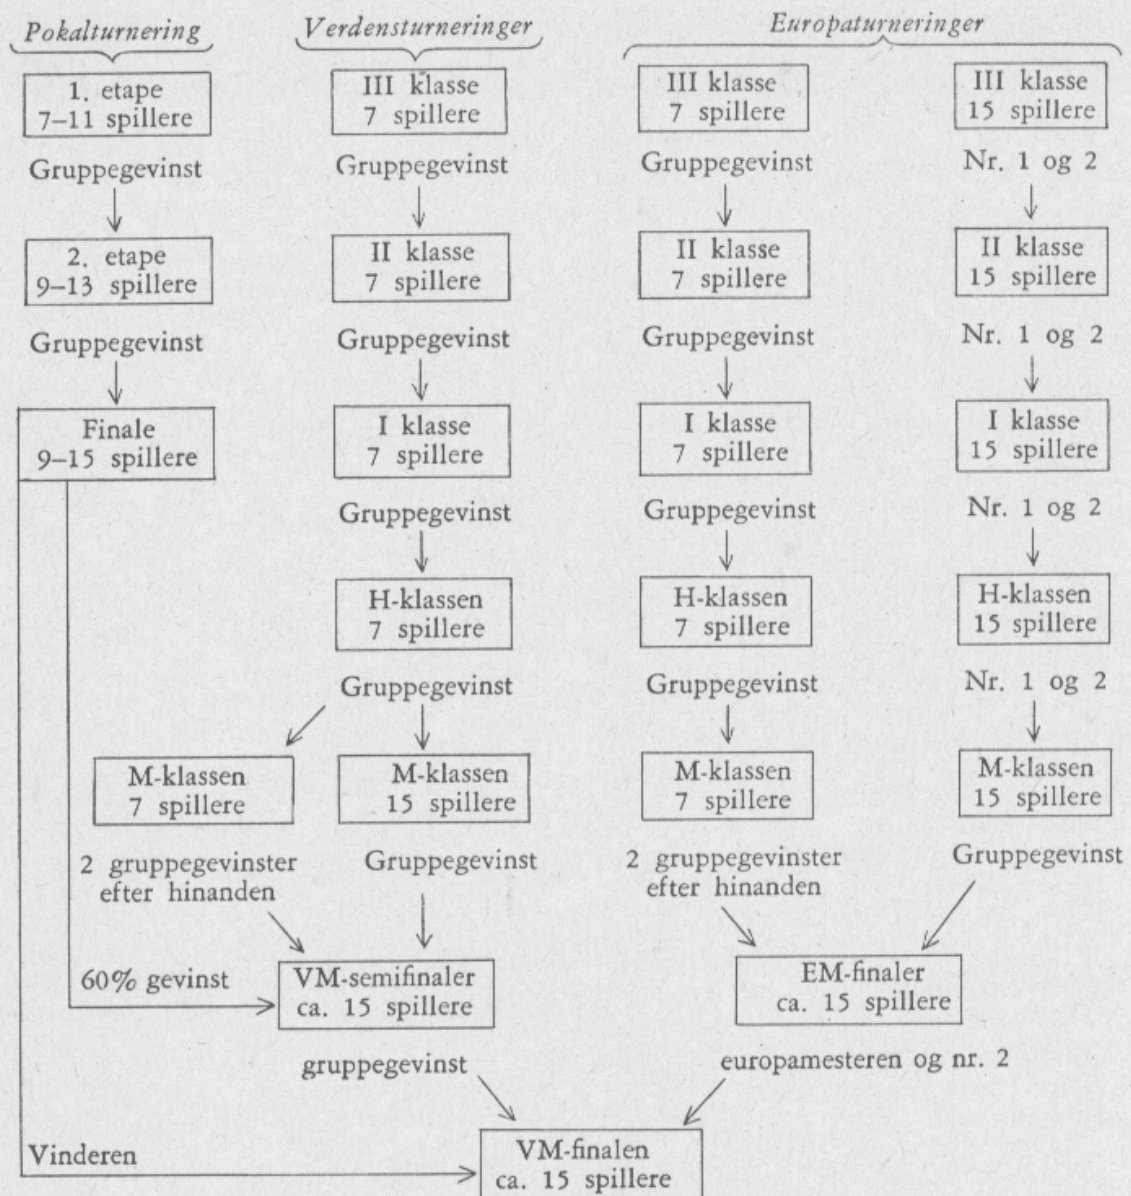 Pokalturnering
Verdensturneringer
Europaturneringer
1. etape
7–11 spillere
III klasse
7 spillere
III klasse
7 spillere
III klasse
15 spillere
Gruppegevinst
Gruppegevinst
Gruppegevinst
Nr. 1 og 2
2. etape
9–13 spillere
II klasse
7 spillere
II klasse
7 spillere
II klasse
15 spillere
Gruppegevinst
Gruppegevinst
Gruppegevinst
Nr. 1 og 2
Finale
9–15 spillere
I klasse
7 spillere
I klasse
7 spillere
I klasse
15 spillere
Gruppegevinst
Gruppegevinst
Nr. 1 og 2
H-klassen
7 spillere
H-klassen
7 spillere
H-klassen
15 spillere
Gruppegevinst
Gruppegevinst
Nr. 1 og 2
M-klassen
7 spillere
M-klassen
15 spillere
M-klassen
7 spillere
M-klassen
15 spillere
2 gruppegevinster
efter hinanden
Gruppegevinst
2 gruppegevinster
efter hinanden
Gruppegevinst
60% gevinst
VM-semifinaler
ca. 15 spillere
EM-finaler
ca. 15 spillere
gruppegevinst
europamesteren og nr. 2
Vinderen
VM-finalen
ca. 15 spillere